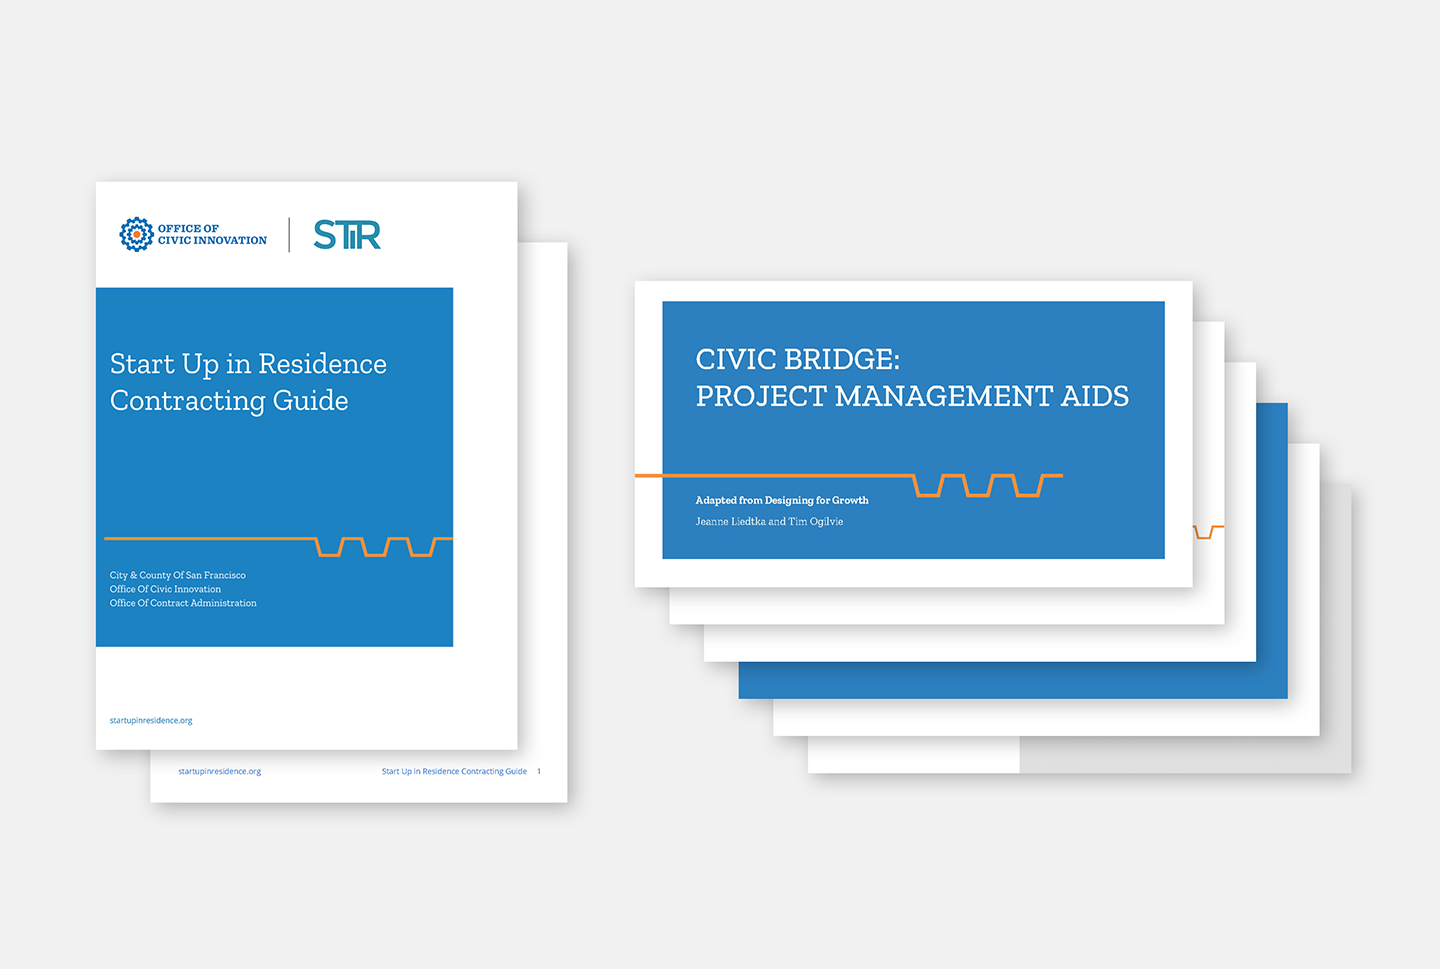 OFFICE OF
CIVIC INNOVATION
STiR
Start Up in Residence
Contracting Guide
City & County Of San Francisco
Office Of Civic Innovation
Office Of Contract Administration
startupinresidence.org
startupinresidence.org
Start Up in Residence Contracting Guide 1
CIVIC BRIDGE:
PROJECT MANAGEMENT AIDS
Adapted from Designing for Growth
Jeanne Liedtka and Tim Ogilvie